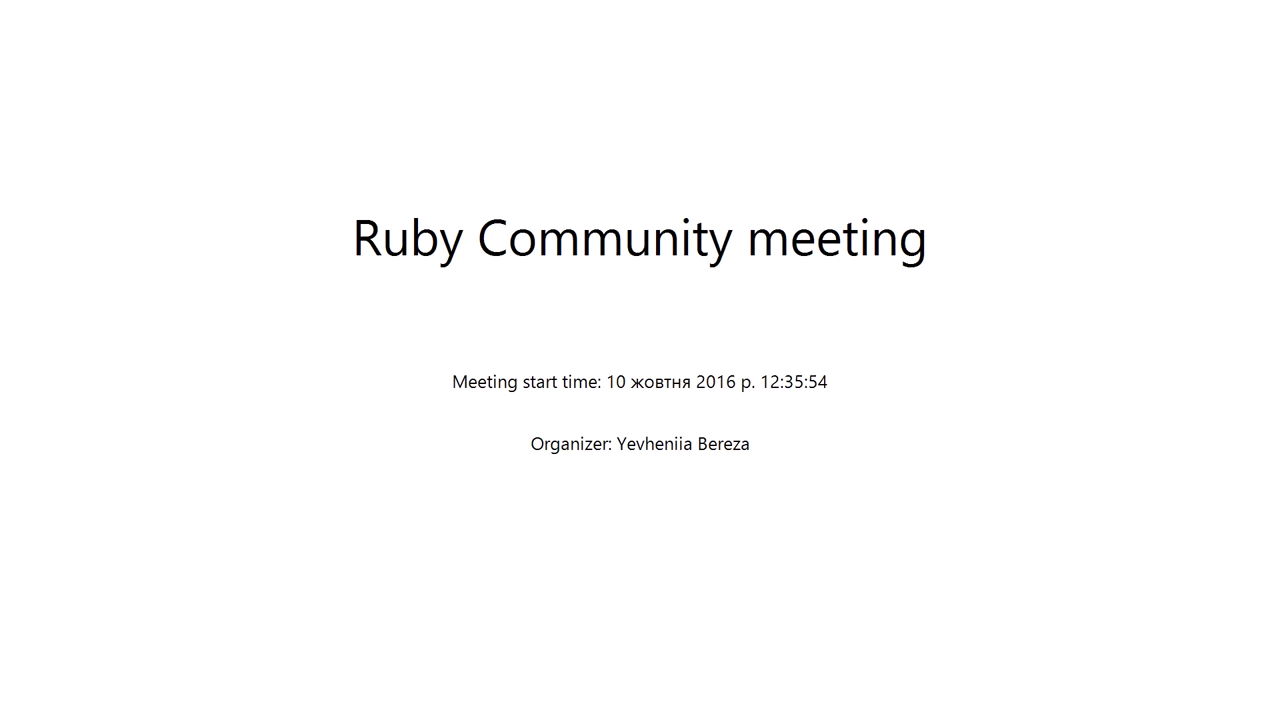 Ruby Community meeting
Meeting start time: 10 жовтня 2016 р. 12:35:54
Organizer: Yevheniia Bereza